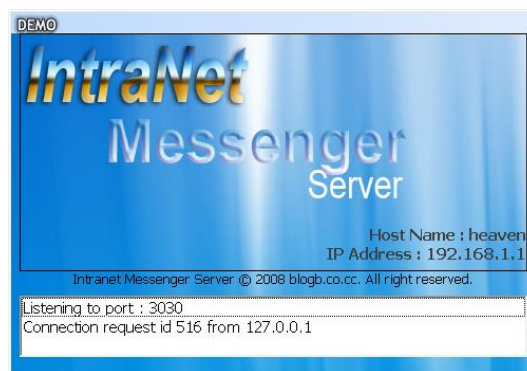 DEMO
IntraNet
Messenger
Server
Host Name : heaven
IP Address : 192.168.1.1
Intranet Messenger Server © 2008 blogb.co.cc. All right reserved.
Listening to port : 3030
Connection request id 516 from 127.0.0.1